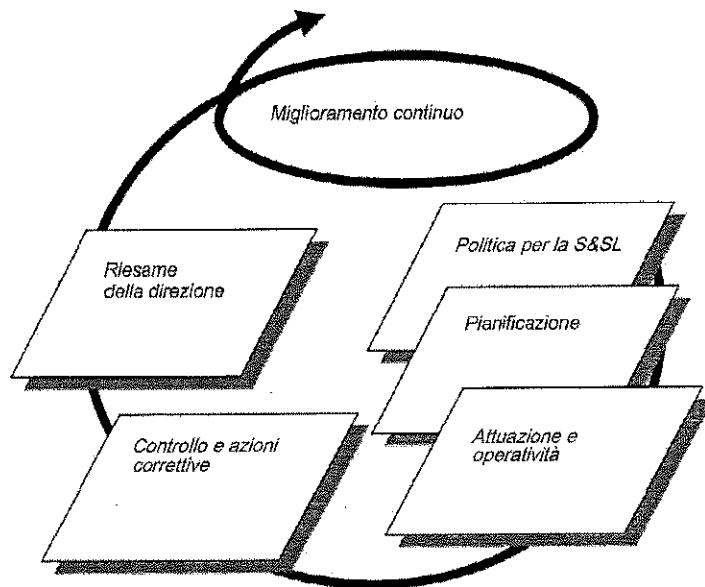 Miglioramento continuo
Politica per la S&SL
Pianificazione
Attuazione e
operatività
Controllo e azioni
correttive
Riesame
della direzione